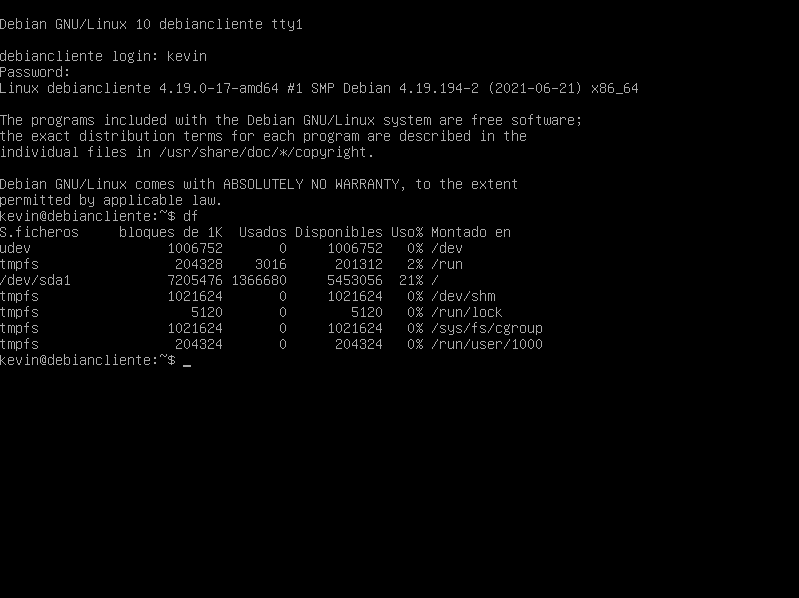 Debian GNU/Linux 10 debiancliente tty1
debiancliente login: kevin
Password:
Linux debiancliente 4.19.0-17-amd64 #1 SMP Debian 4.19.194-2 (2021-06-21) x86_64
The programs included with the Debian GNU/Linux system are free software;
the exact distribution terms for each program are described in the
individual files in /usr/share/doc/*/copyright.
Debian GNU/Linux comes with ABSOLUTELY NO WARRANTY, to the extent
permitted by applicable law.
kevin@debiancliente:~$ df
S.ficheros     bloques de 1K  Usados Disponibles Uso% Montado en
udev                 1006752       0     1006752   0% /dev
tmpfs                 204328    3016      201312   2% /run
/dev/sda1            7205476 1366680     5453056  21% /
tmpfs                1021624       0     1021624   0% /dev/shm
tmpfs                   5120       0        5120   0% /run/lock
tmpfs                1021624       0     1021624   0% /sys/fs/cgroup
tmpfs                 204324       0      204324   0% /run/user/1000
kevin@debiancliente:~$ _